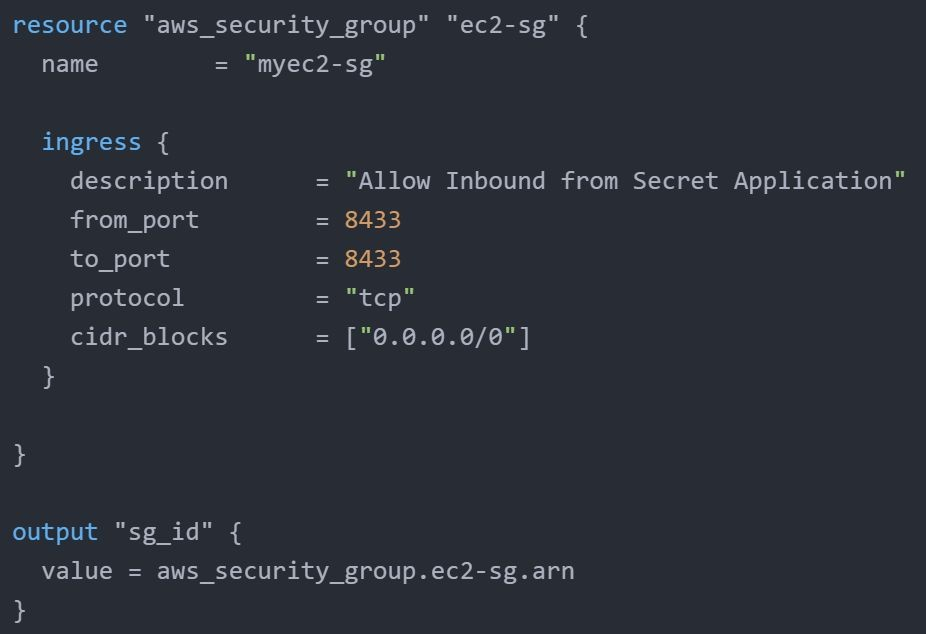 resource "aws_security_group" "ec2-sg" {
  name        = "myec2-sg"

  ingress {
    description      = "Allow Inbound from Secret Application"
    from_port        = 8433
    to_port          = 8433
    protocol         = "tcp"
    cidr_blocks      = ["0.0.0.0/0"]
  }

}

output "sg_id" {
  value = aws_security_group.ec2-sg.arn
}